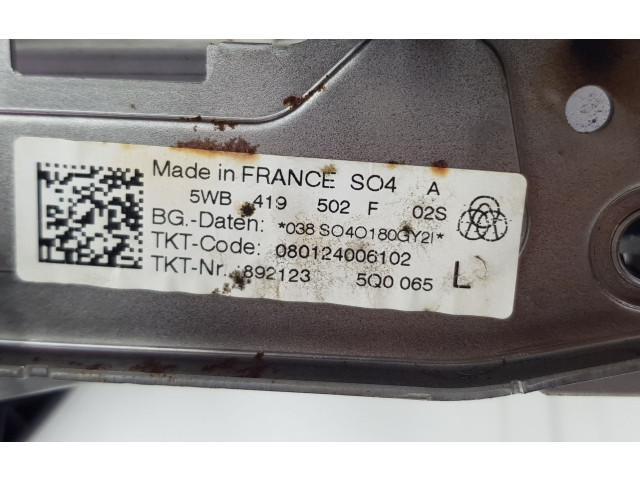 Made in FRANCE SO4 A
5WB 419 502 F 02S
BG.-Daten: *038 SO4O180GY2I*
TKT-Code: 080124006102
TKT-Nr. 892123 5Q0 065 L